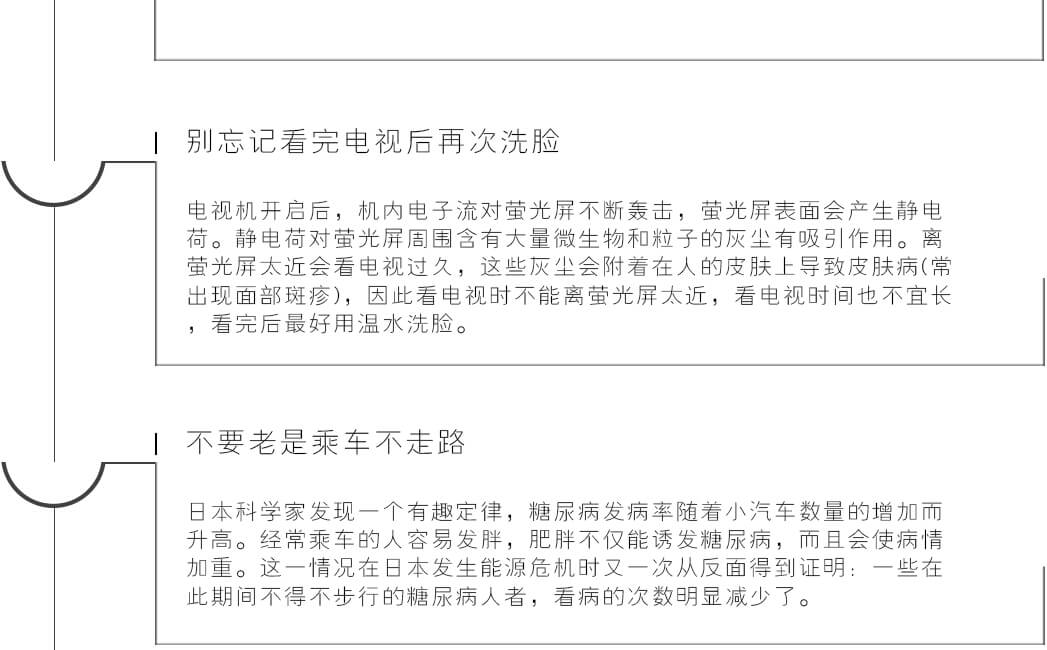 别忘记看完电视后再次洗脸
电视机开启后，机内电子流对萤光屏不断轰击，萤光屏表面会产生静电
荷。静电荷对萤光屏周围含有大量微生物和粒子的灰尘有吸引作用。离
萤光屏太近会看电视过久，这些灰尘会附着在人的皮肤上导致皮肤病(常
出现面部斑疹)，因此看电视时不能离萤光屏太近，看电视时间也不宜长
，看完后最好用温水洗脸。
不要老是乘车不走路
日本科学家发现一个有趣定律，糖尿病发病率随着小汽车数量的增加而
升高。经常乘车的人容易发胖，肥胖不仅能诱发糖尿病，而且会使病情
加重。这一情况在日本发生能源危机时又一次从反面得到证明：一些在
此期间不得不步行的糖尿病人者，看病的次数明显减少了。